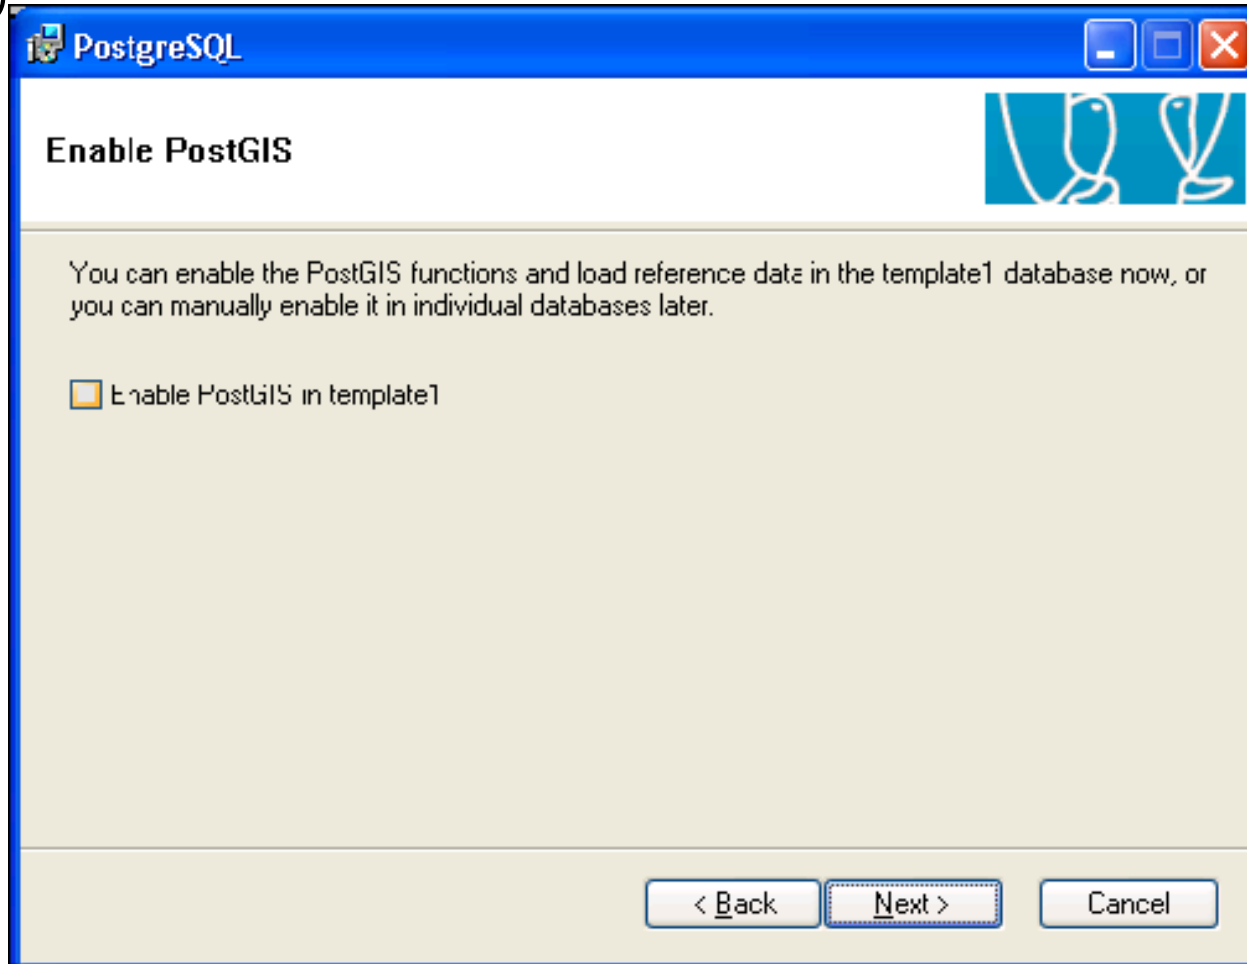 )
PostgreSQL
Enable PostGIS
You can enable the PostGIS functions and load reference data in the template1 database now, or
you can manually enable it in individual databases later.
Enable PostGIS in template1
< Back
Next >
Cancel